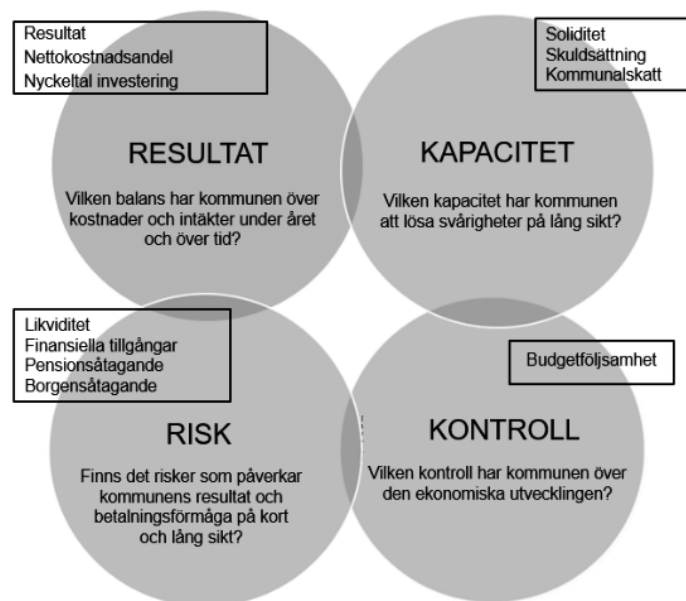 Resultat
Nettokostnadsandel
Nyckeltal investering
RESULTAT
Vilken balans har kommunen över
kostnader och intäkter under året
och över tid?
Soliditet
Skuldsättning
Kommunalskatt
KAPACITET
Vilken kapacitet har kommunen
att lösa svårigheter på lång sikt?
Likviditet
Finansiella tillgångar
Pensionsåtagande
Borgensåtagande
RISK
Finns det risker som påverkar
kommunens resultat och
betalningsförmåga på kort
och lång sikt?
Budgetföljsamhet
KONTROLL
Vilken kontroll har kommunen över
den ekonomiska utvecklingen?